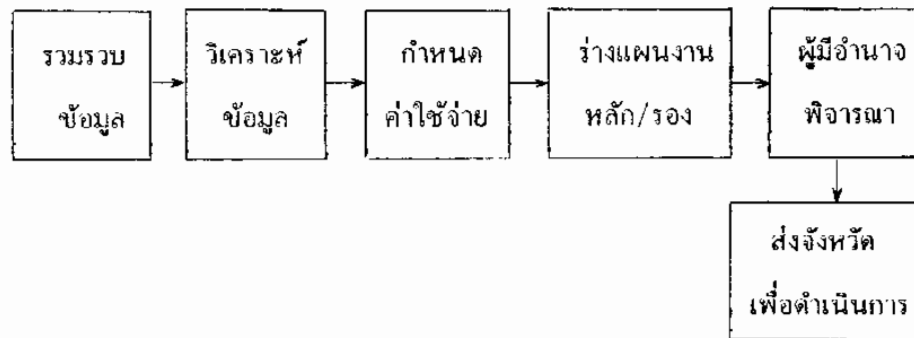 รวมรวบ
ข้อมูล
วิเคราะห์
ข้อมูล
กำหนด
ค่าใช้จ่าย
ร่างแผนงาน
หลัก/รอง
ผู้มีอำนาจ
พิจารณา
ส่งจังหวัด
เพื่อดำเนินการ